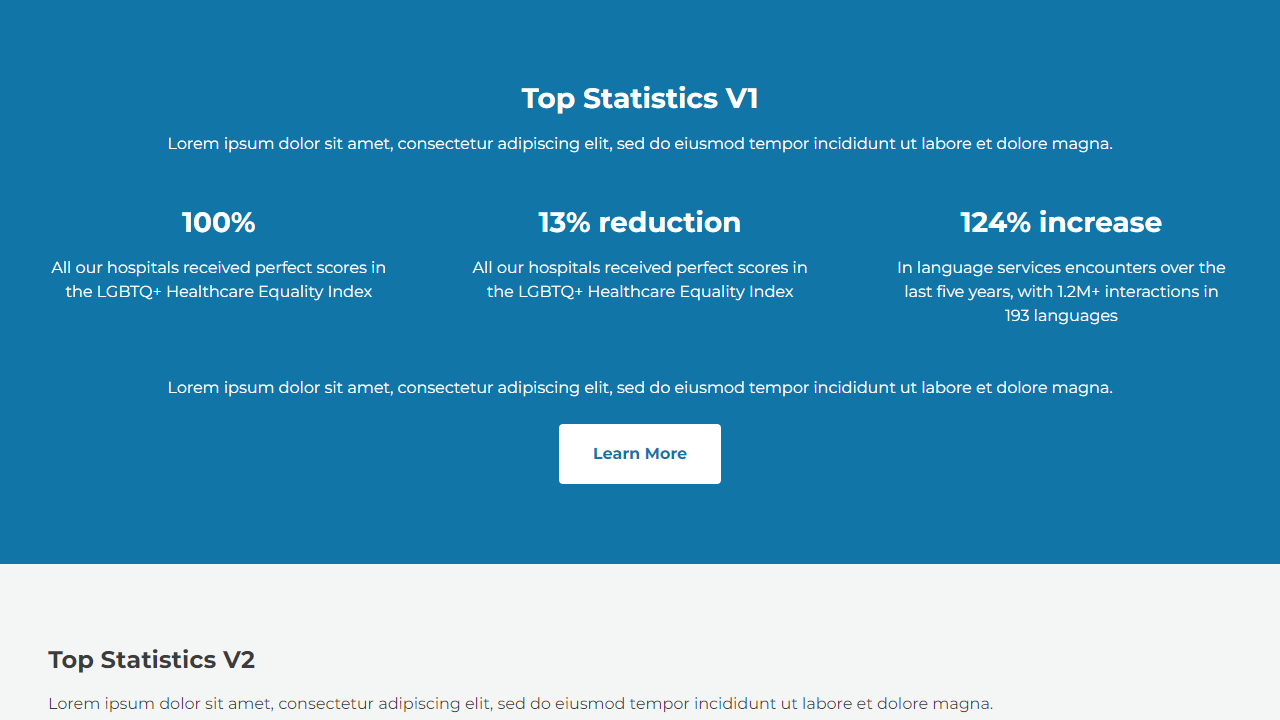 Top Statistics V1
Lorem ipsum dolor sit amet, consectetur adipiscing elit, sed do eiusmod tempor incididunt ut labore et dolore magna.
100%
All our hospitals received perfect scores in
the LGBTQ+ Healthcare Equality Index
13% reduction
All our hospitals received perfect scores in
the LGBTQ+ Healthcare Equality Index
124% increase
In language services encounters over the
last five years, with 1.2M+ interactions in
193 languages
Lorem ipsum dolor sit amet, consectetur adipiscing elit, sed do eiusmod tempor incididunt ut labore et dolore magna.
Learn More
Top Statistics V2
Lorem ipsum dolor sit amet, consectetur adipiscing elit, sed do eiusmod tempor incididunt ut labore et dolore magna.